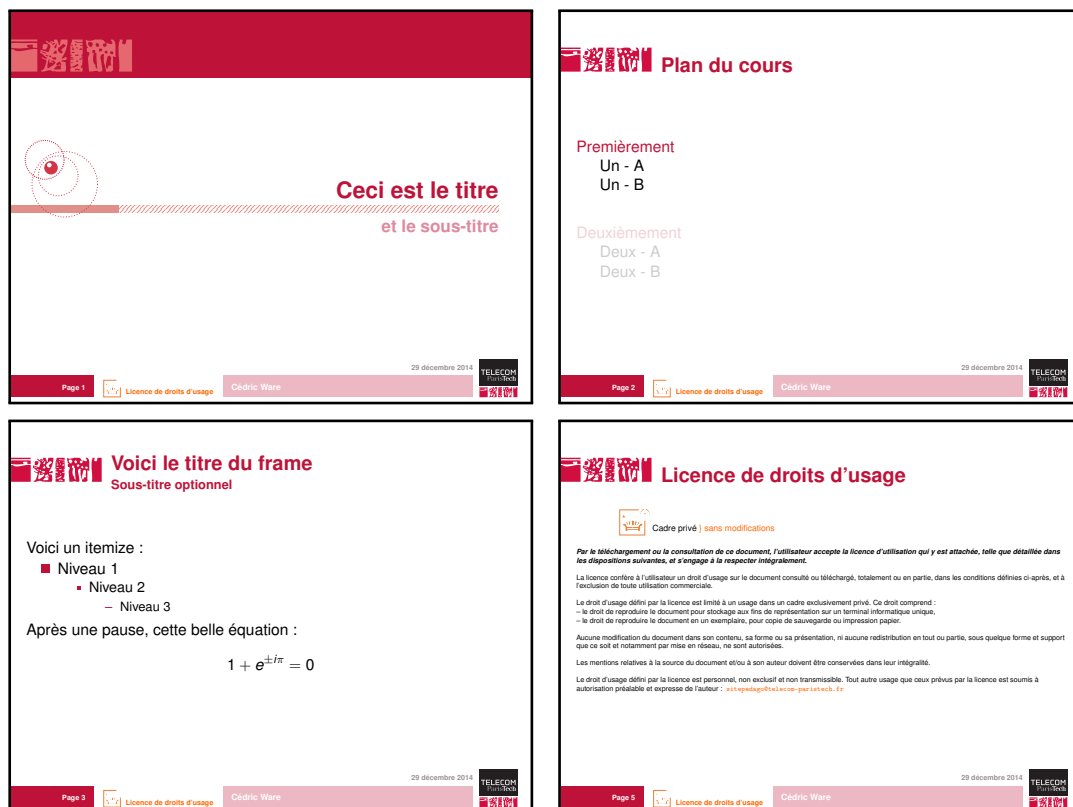 Ceci est le titre
et le sous-titre
29 décembre 2014
TELECOM
ParisTech
Page 1
Licence de droits d'usage
Cédric Ware
Plan du cours
Premièrement
Un - A
Un - B
Deuxièmement
Deux - A
Deux - B
29 décembre 2014
TELECOM
ParisTech
Page 2
Licence de droits d'usage
Cédric Ware
Voici le titre du frame
Sous-titre optionnel
Voici un itemize :
Niveau 1
Niveau 2
– Niveau 3
Après une pause, cette belle équation :
1 + e^{±iπ} = 0
29 décembre 2014
TELECOM
ParisTech
Page 3
Licence de droits d'usage
Cédric Ware
Licence de droits d'usage
Cadre privé } sans modifications
Par le téléchargement ou la consultation de ce document, l'utilisateur accepte la licence d'utilisation qui y est attachée, telle que détaillée dans
les dispositions suivantes, et s'engage à la respecter intégralement.
La licence confère à l'utilisateur un droit d'usage sur le document consulté ou téléchargé, totalement ou en partie, dans les conditions définies ci-après, et à
l'exclusion de toute utilisation commerciale.
Le droit d'usage défini par la licence est limité à un usage dans un cadre exclusivement privé. Ce droit comprend :
– le droit de reproduire le document pour stockage aux fins de représentation sur un terminal informatique unique,
– le droit de reproduire le document en un exemplaire, pour copie de sauvegarde ou impression papier.
Aucune modification du document dans son contenu, sa forme ou sa présentation, ni aucune redistribution en tout ou partie, sous quelque forme et support
que ce soit et notamment par mise en réseau, ne sont autorisées.
Les mentions relatives à la source du document et/ou à son auteur doivent être conservées dans leur intégralité.
Le droit d'usage défini par la licence est personnel, non exclusif et non transmissible. Tout autre usage que ceux prévus par la licence est soumis à
autorisation préalable et expresse de l'auteur : sitepedago@telecom-paristech.fr
29 décembre 2014
TELECOM
ParisTech
Page 5
Licence de droits d'usage
Cédric Ware